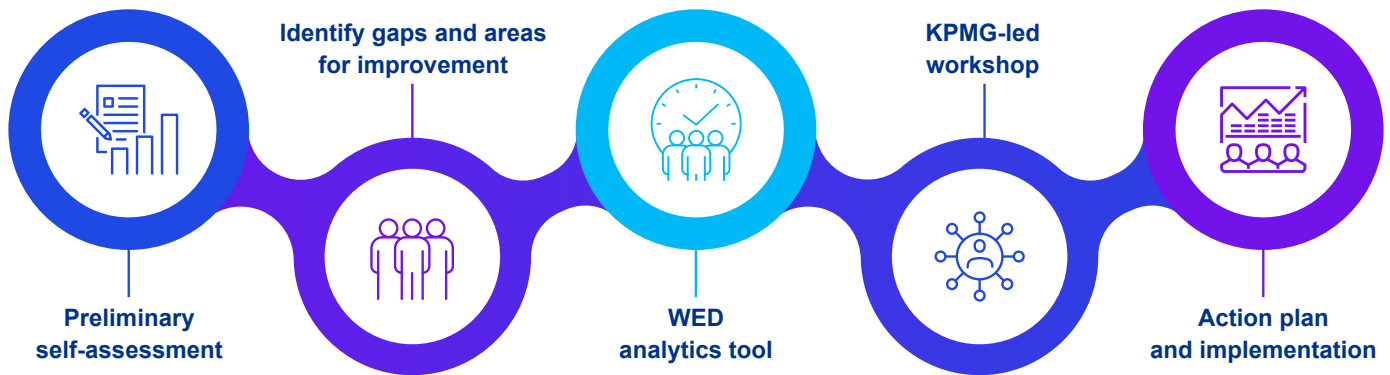 Preliminary
self-assessment
Identify gaps and areas
for improvement
WED
analytics tool
KPMG-led
workshop
Action plan
and implementation